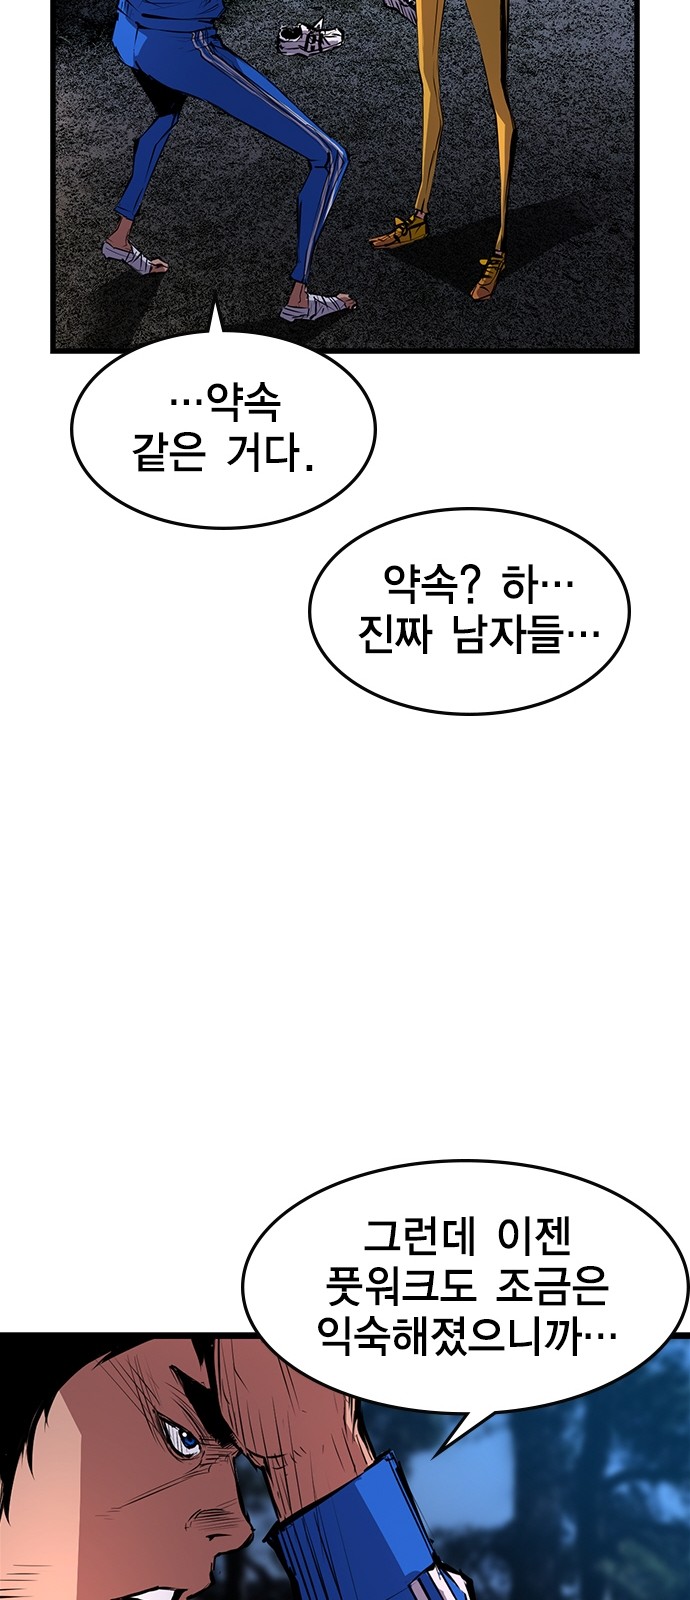 …약속
같은 거다.
약속? 하…
진짜 남자들…
그런데 이젠
풋워크도 조금은
익숙해졌으니까…